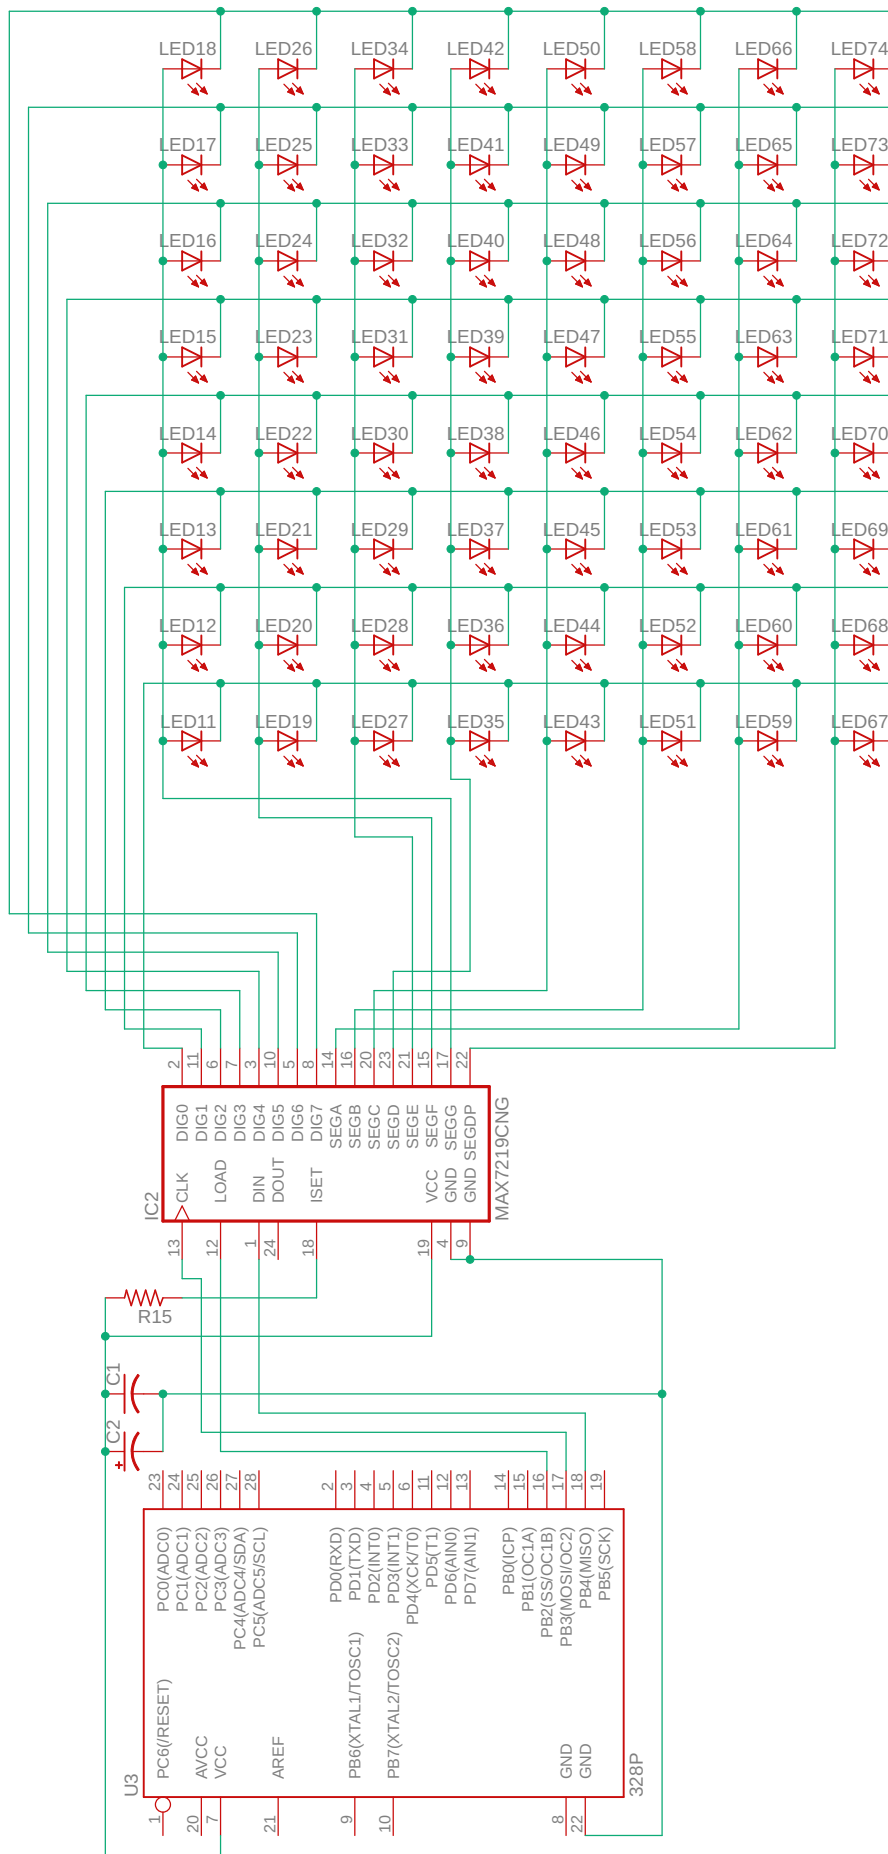 LED18 LED26 LED34 LED42 LED50 LED58 LED66 LED74
LED17 LED25 LED33 LED41 LED49 LED57 LED65 LED73
LED16 LED24 LED32 LED40 LED48 LED56 LED64 LED72
LED15 LED23 LED31 LED39 LED47 LED55 LED63 LED71
LED14 LED22 LED30 LED38 LED46 LED54 LED62 LED70
LED13 LED21 LED29 LED37 LED45 LED53 LED61 LED69
LED12 LED20 LED28 LED36 LED44 LED52 LED60 LED68
LED11 LED19 LED27 LED35 LED43 LED51 LED59 LED67
2 11 6 7 3 10 5 8 14 16 20 23 21 15 17 22
DIG0 DIG1 DIG2 DIG3 DIG4 DIG5 DIG6 DIG7 SEGA SEGB SEGC SEGD SEGE SEGF SEGG SEGDP
CLK LOAD DIN DOUT ISET VCC GND GND
IC2 MAX7219CNG
13 12 1 24 18 19 4 9
R15
C1
C2
+
23 24 25 26 27 28 2 3 4 5 6 11 12 13 14 15 16 17 18 19
PC0(ADC0) PC1(ADC1) PC2(ADC2) PC3(ADC3) PC4(ADC4/SDA) PC5(ADC5/SCL) PD0(RXD) PD1(TXD) PD2(INT0) PD3(INT1) PD4(XCK/T0) PD5(T1) PD6(AIN0) PD7(AIN1) PB0(ICP) PB1(OC1A) PB2(SS/OC1B) PB3(MOSI/OC2) PB4(MISO) PB5(SCK)
PC6(/RESET) AVCC VCC AREF PB6(XTAL1/TOSC1) PB7(XTAL2/TOSC2) GND GND
U3 328P
1 20 7 21 9 10 8 22